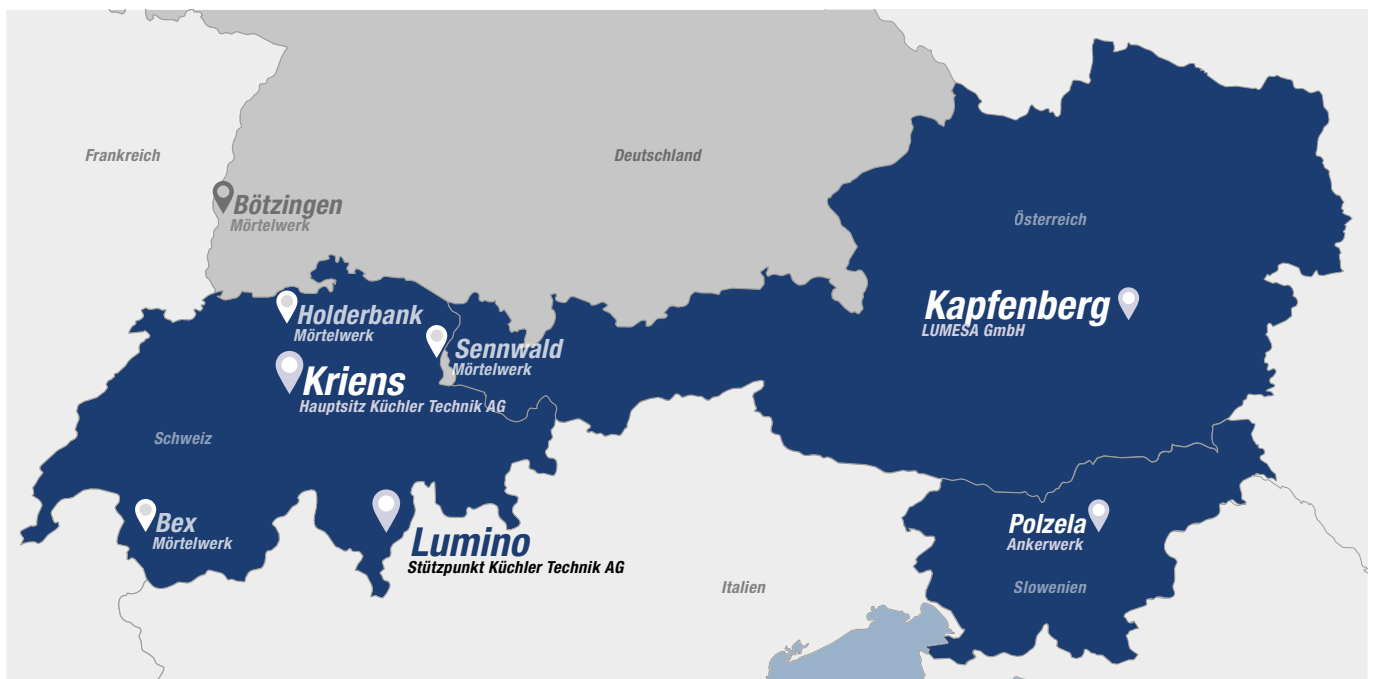 Frankreich
Deutschland
Bötzingen
Mörtelwerk
Österreich
Holderbank
Mörtelwerk
Kapfenberg
LUMESA GmbH
Sennwald
Mörtelwerk
Kriens
Hauptsitz Küchler Technik AG
Schweiz
Bex
Mörtelwerk
Lumino
Stützpunkt Küchler Technik AG
Polzela
Ankerwerk
Italien
Slowenien